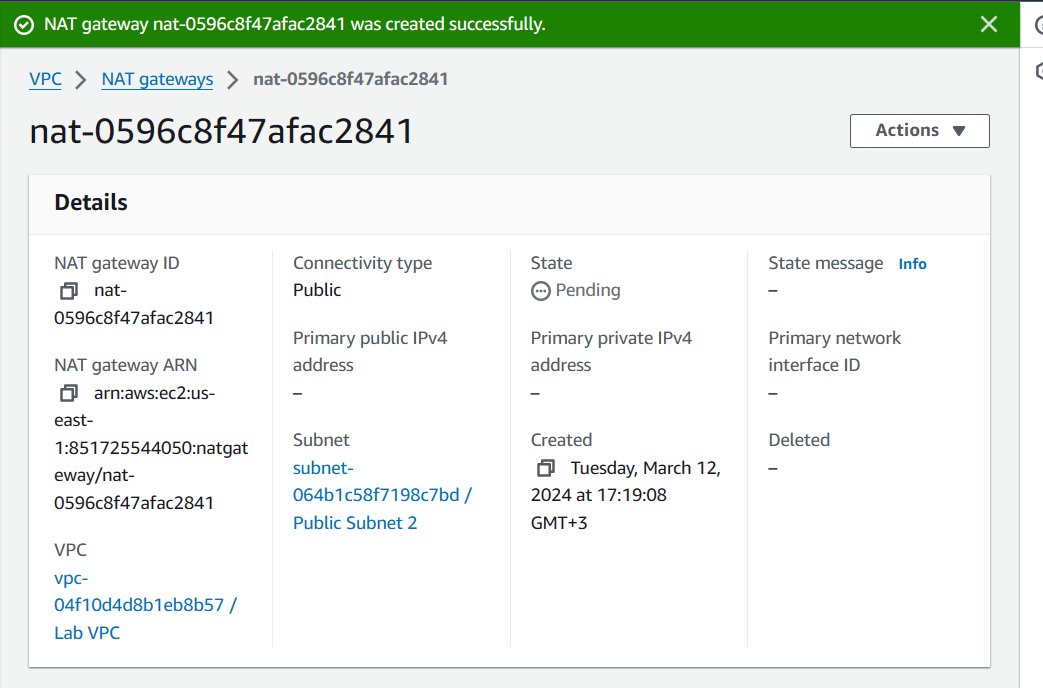 NAT gateway nat-0596c8f47afac2841 was created successfully.
VPC > NAT gateways > nat-0596c8f47afac2841
nat-0596c8f47afac2841
Actions
Details
NAT gateway ID
nat-
0596c8f47afac2841
NAT gateway ARN
arn:aws:ec2:us-
east-
1:851725544050:natgat
eway/nat-
0596c8f47afac2841
VPC
vpc-
04f10d4d8b1eb8b57 /
Lab VPC
Connectivity type
Public
Primary public IPv4
address
–
Subnet
subnet-
064b1c58f7198c7bd /
Public Subnet 2
State
Pending
Primary private IPv4
address
–
Created
Tuesday, March 12,
2024 at 17:19:08
GMT+3
State message Info
–
Primary network
interface ID
–
Deleted
–